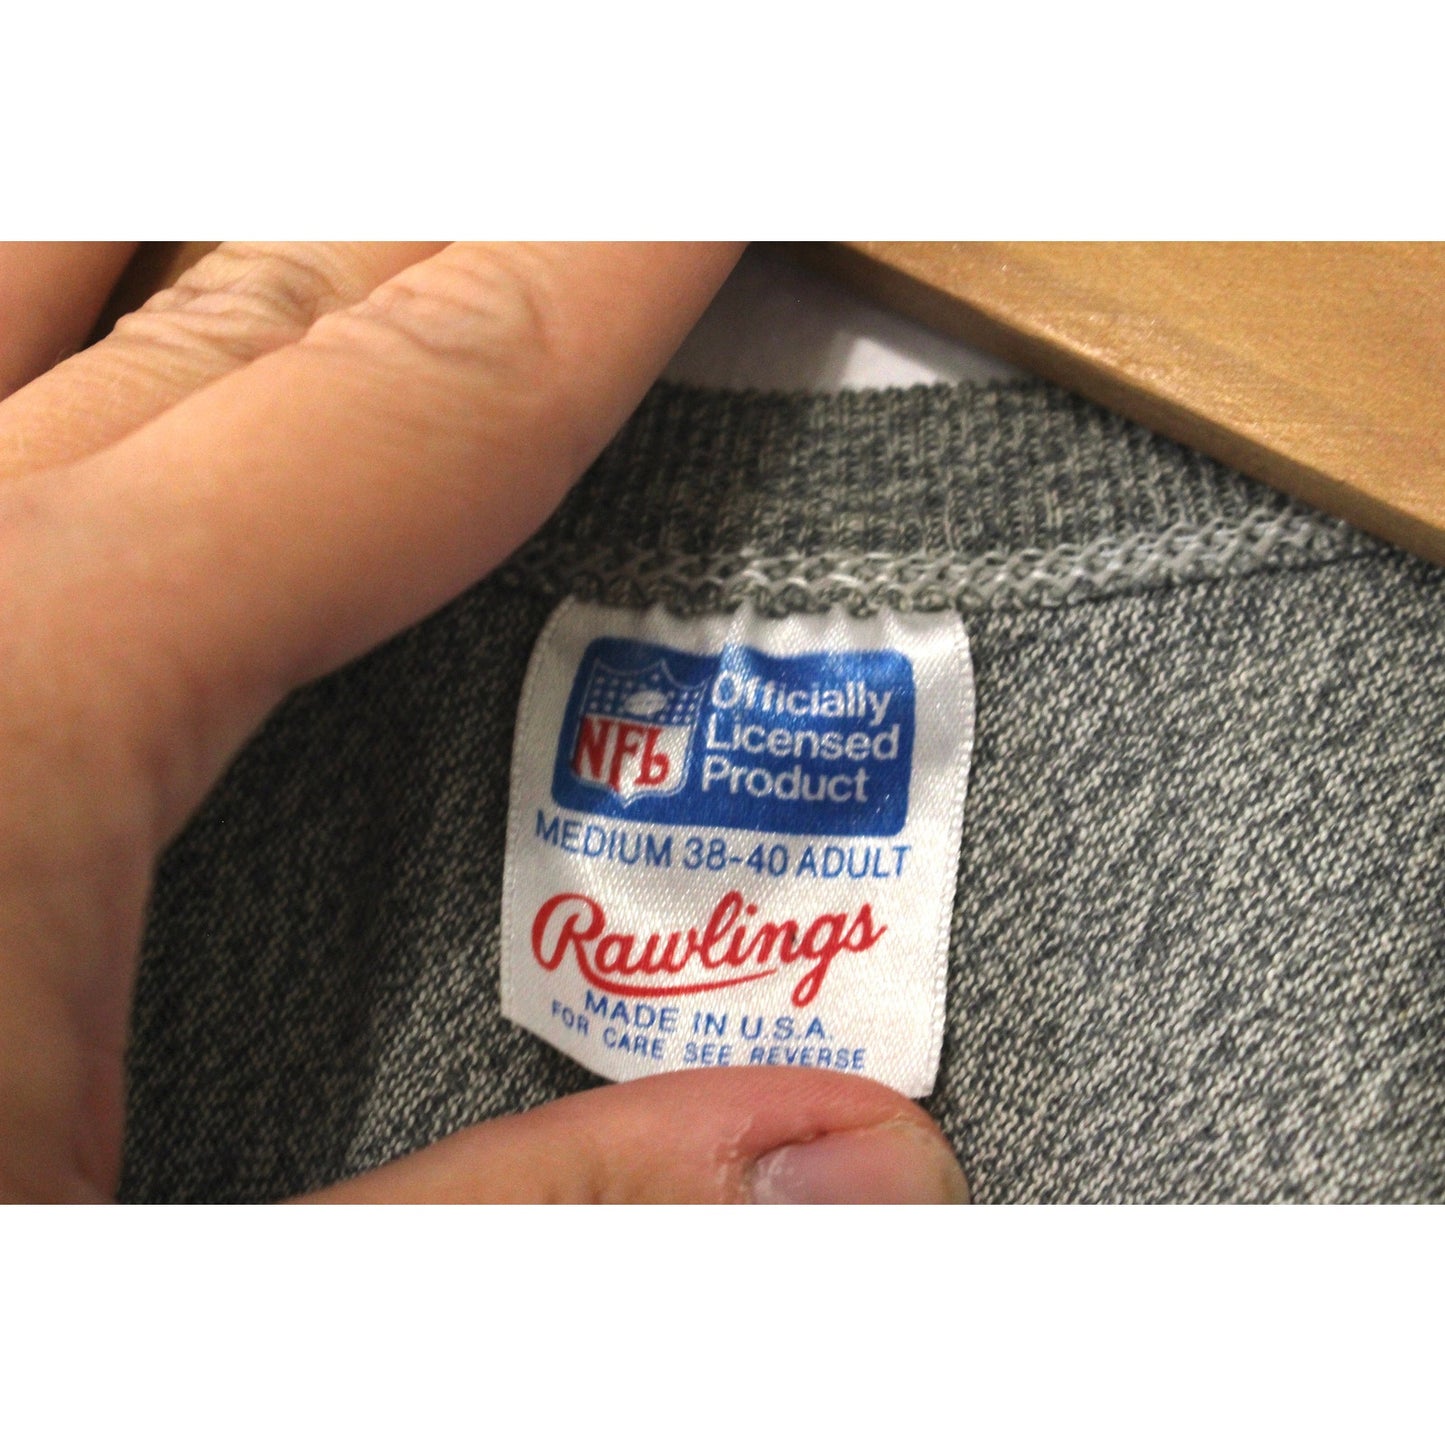 NFL
Officially
Licensed
Product
MEDIUM 38-40 ADULT
Rawlings
MADE IN U.S.A.
FOR CARE SEE REVERSE